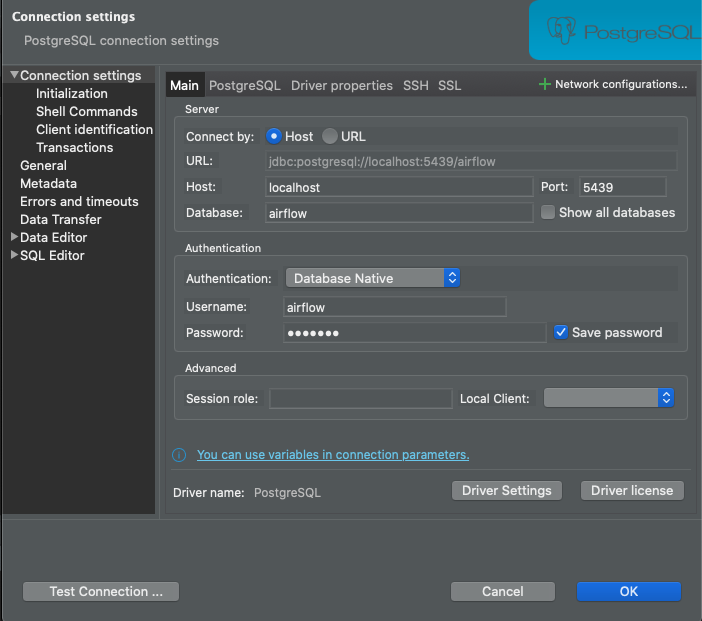 Connection settings
PostgreSQL connection settings
PostgreSQL
Connection settings
Initialization
Shell Commands
Client identification
Transactions
General
Metadata
Errors and timeouts
Data Transfer
Data Editor
SQL Editor
Main PostgreSQL Driver properties SSH SSL + Network configurations...
Server
Connect by: Host URL
URL: jdbc:postgresql://localhost:5439/airflow
Host: localhost Port: 5439
Database: airflow Show all databases
Authentication
Authentication: Database Native
Username: airflow
Password: ••••••• Save password
Advanced
Session role: Local Client:
You can use variables in connection parameters.
Driver name: PostgreSQL Driver Settings Driver license
Test Connection ... Cancel OK